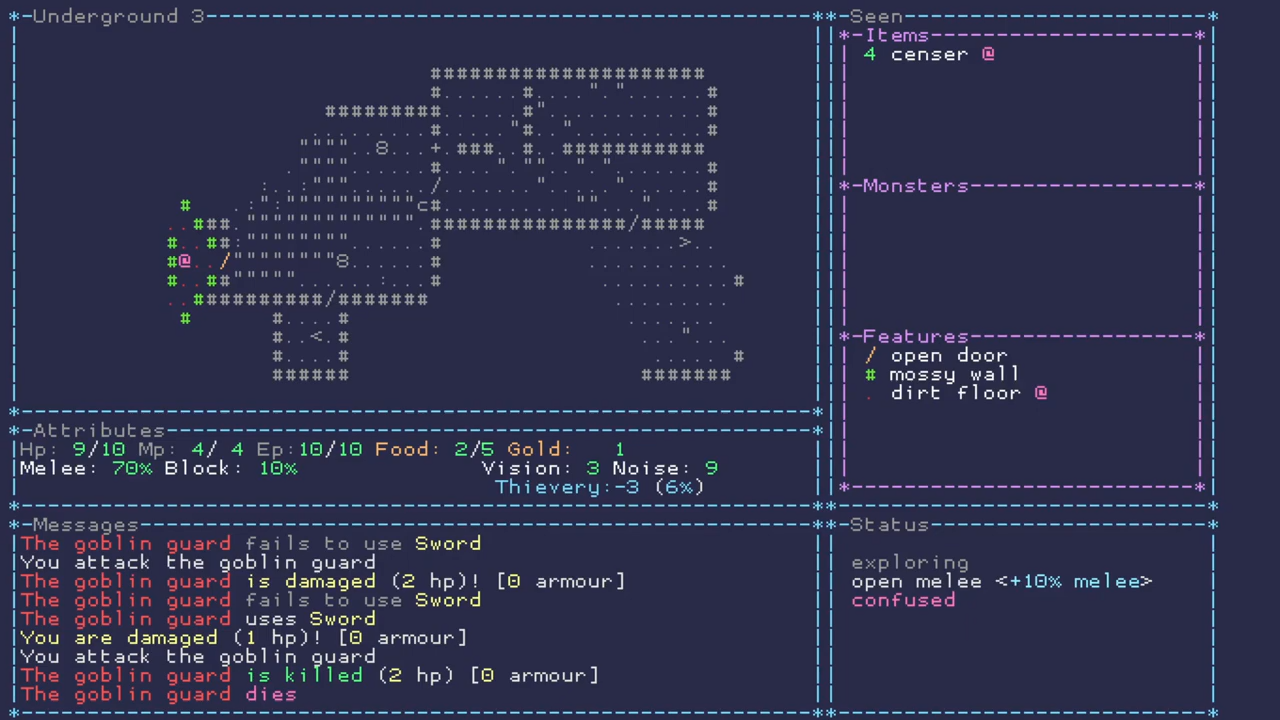 Underground 3
Seen
Items
4 censer @
Monsters
Features
/ open door
# mossy wall
. dirt floor @
Attributes
Hp: 9/10 Mp: 4/ 4 Ep:10/10 Food: 2/5 Gold: 1
Melee: 70% Block: 10% Vision: 3 Noise: 9
Thievery:-3 (6%)
Messages
The goblin guard fails to use Sword
You attack the goblin guard
The goblin guard is damaged (2 hp)! [0 armour]
The goblin guard fails to use Sword
The goblin guard uses Sword
You are damaged (1 hp)! [0 armour]
You attack the goblin guard
The goblin guard is killed (2 hp) [0 armour]
The goblin guard dies
Status
exploring
open melee <+10% melee>
confused